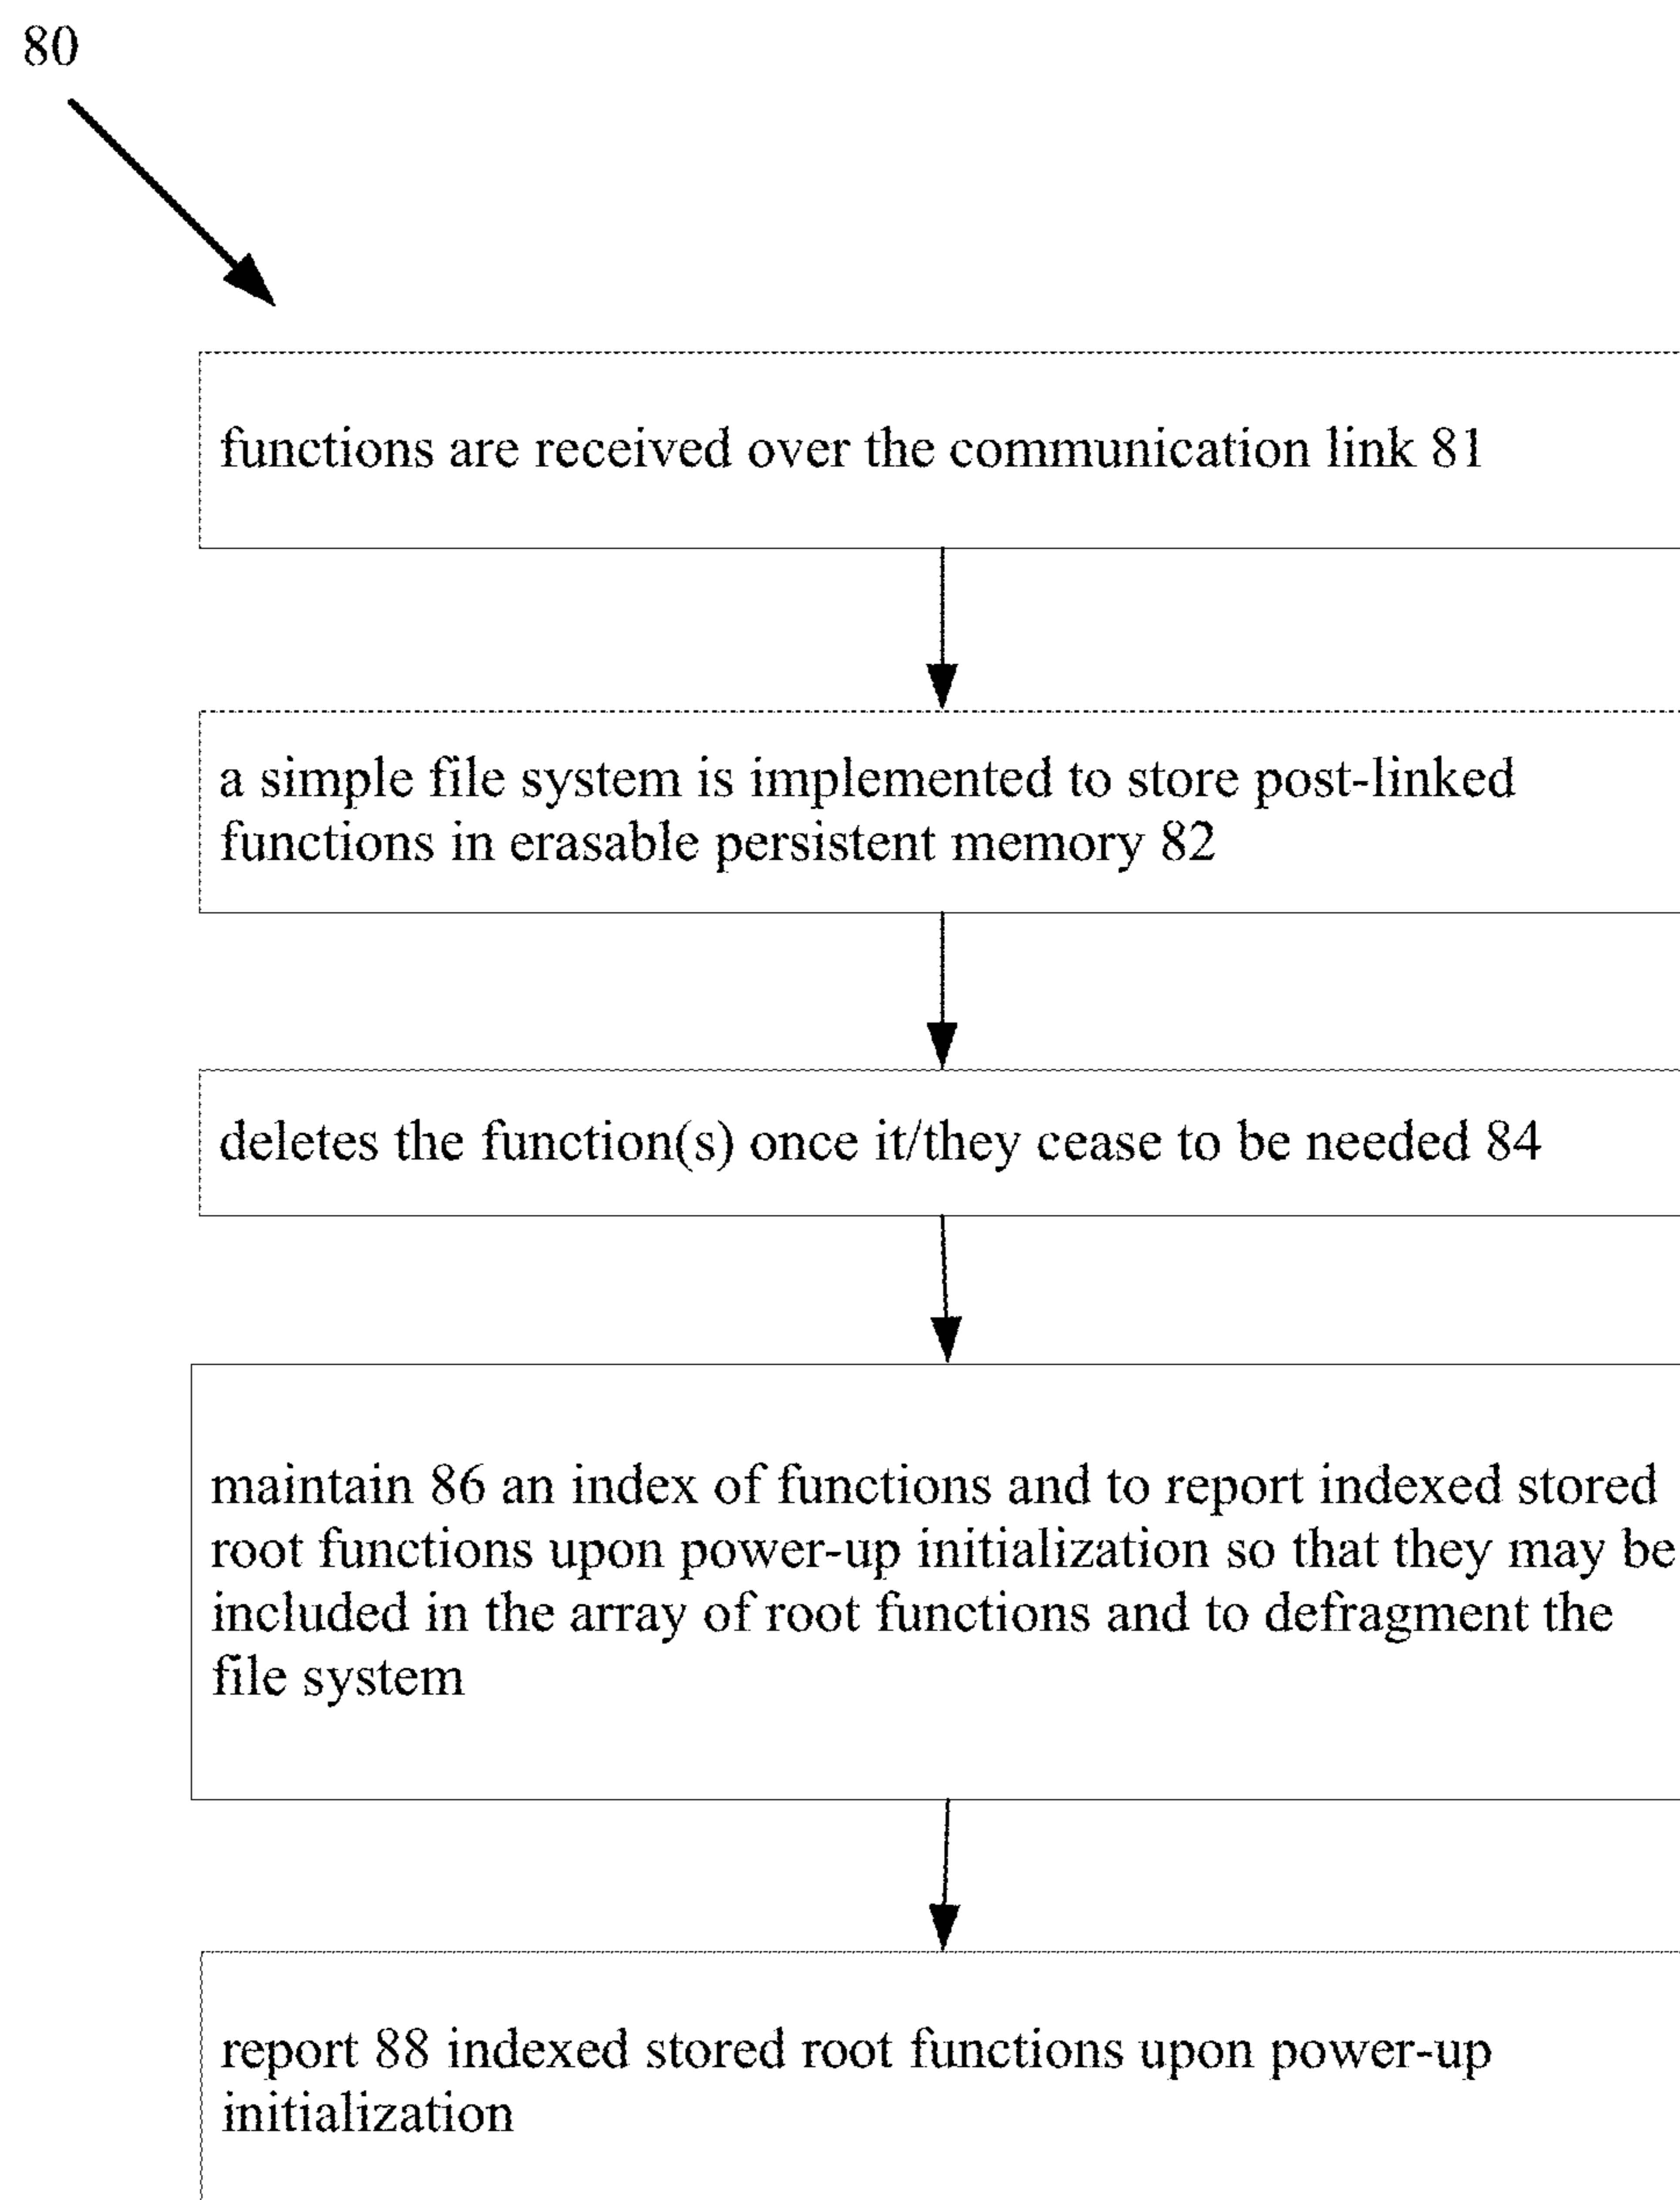 80
functions are received over the communication link 81
a simple file system is implemented to store post-linked
functions in erasable persistent memory 82
deletes the function(s) once it/they cease to be needed 84
maintain 86 an index of functions and to report indexed stored
root functions upon power-up initialization so that they may be
included in the array of root functions and to defragment the
file system
report 88 indexed stored root functions upon power-up
initialization